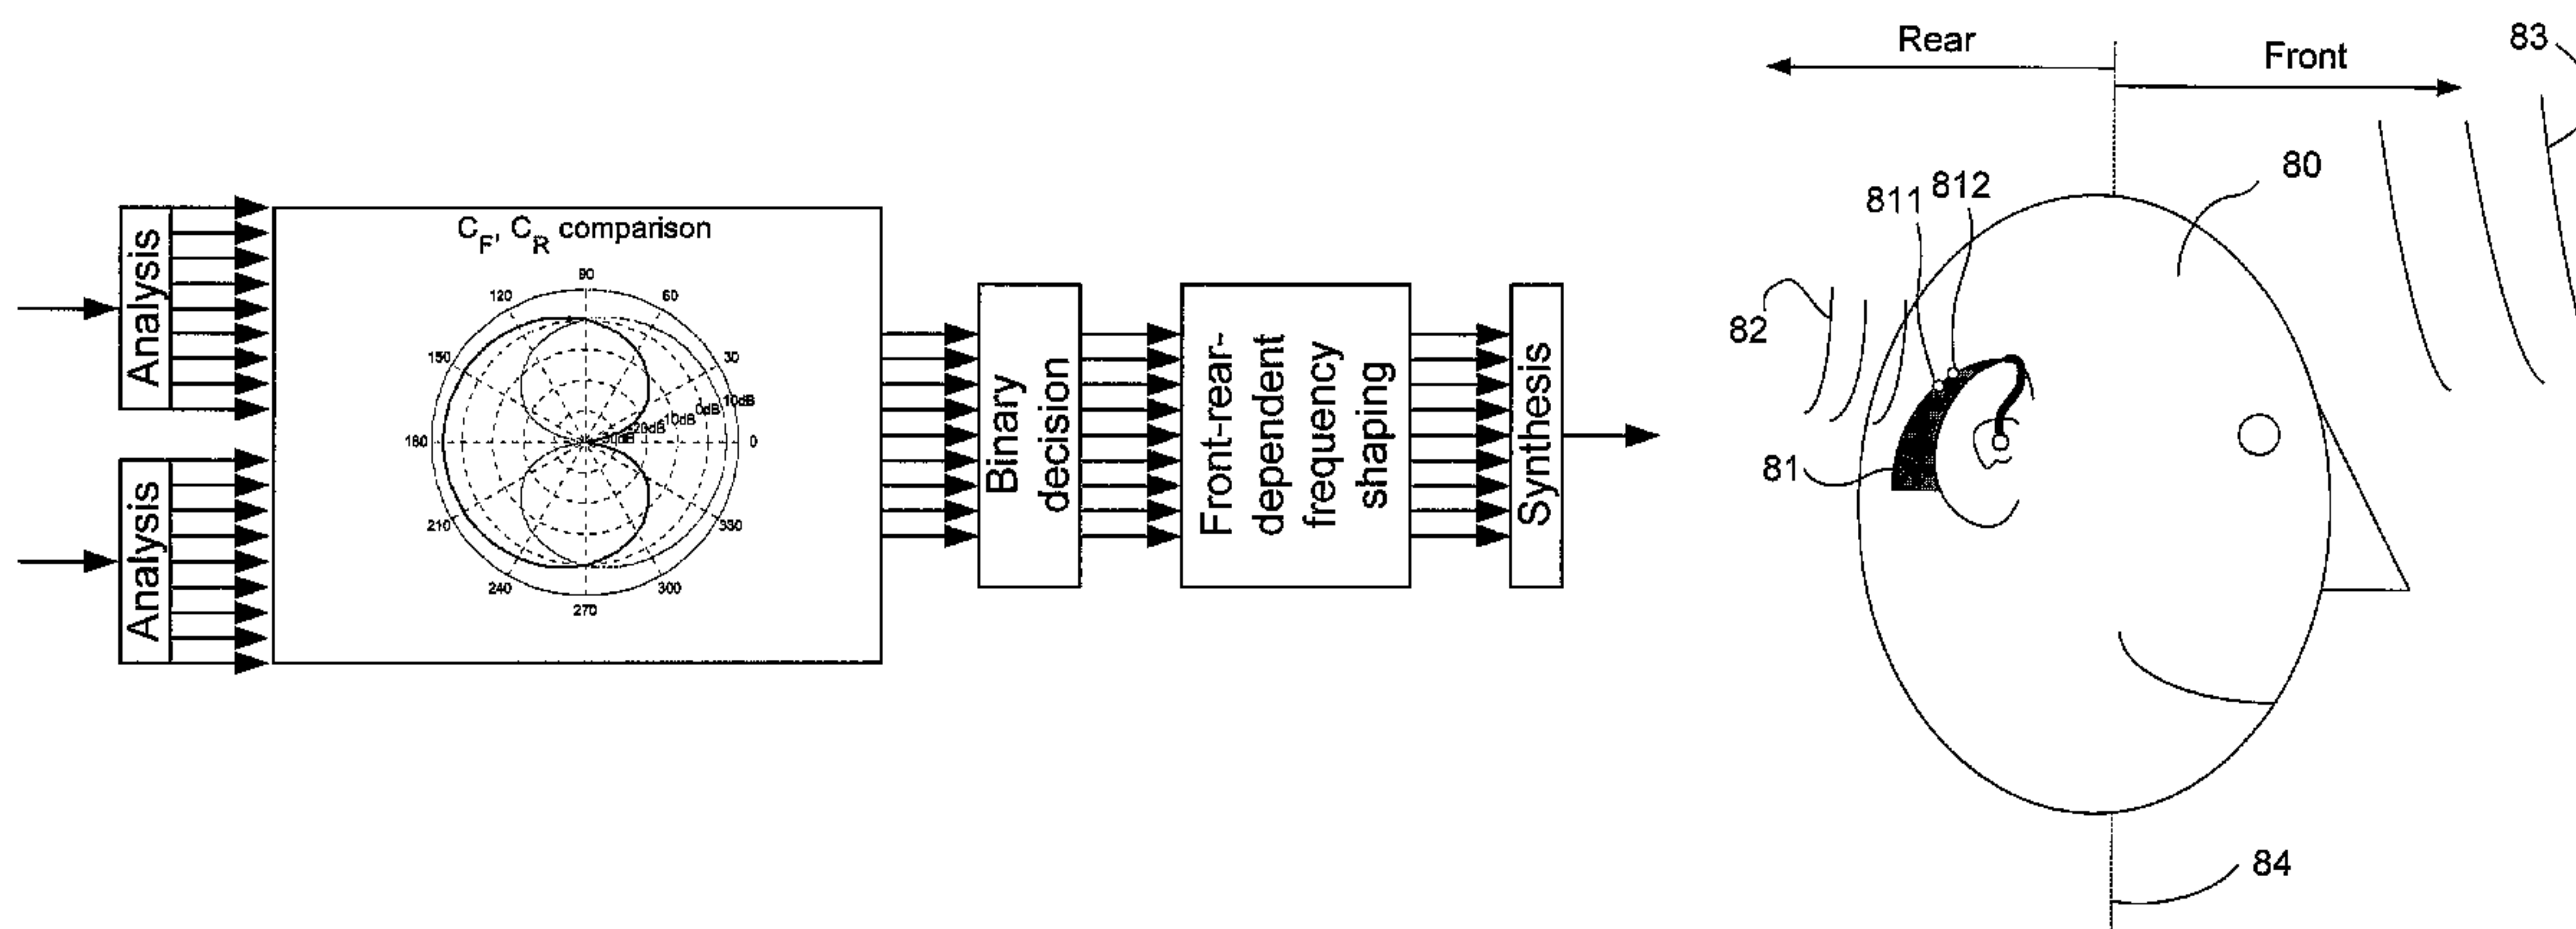 Analysis
Analysis
C_F, C_R comparison
90
120
60
150
30
10dB
0dB
-10dB
-20dB
180
0
210
330
240
300
270
Binary
decision
Front-rear-
dependent
frequency
shaping
Synthesis
Rear
Front
83
80
811
812
82
81
84